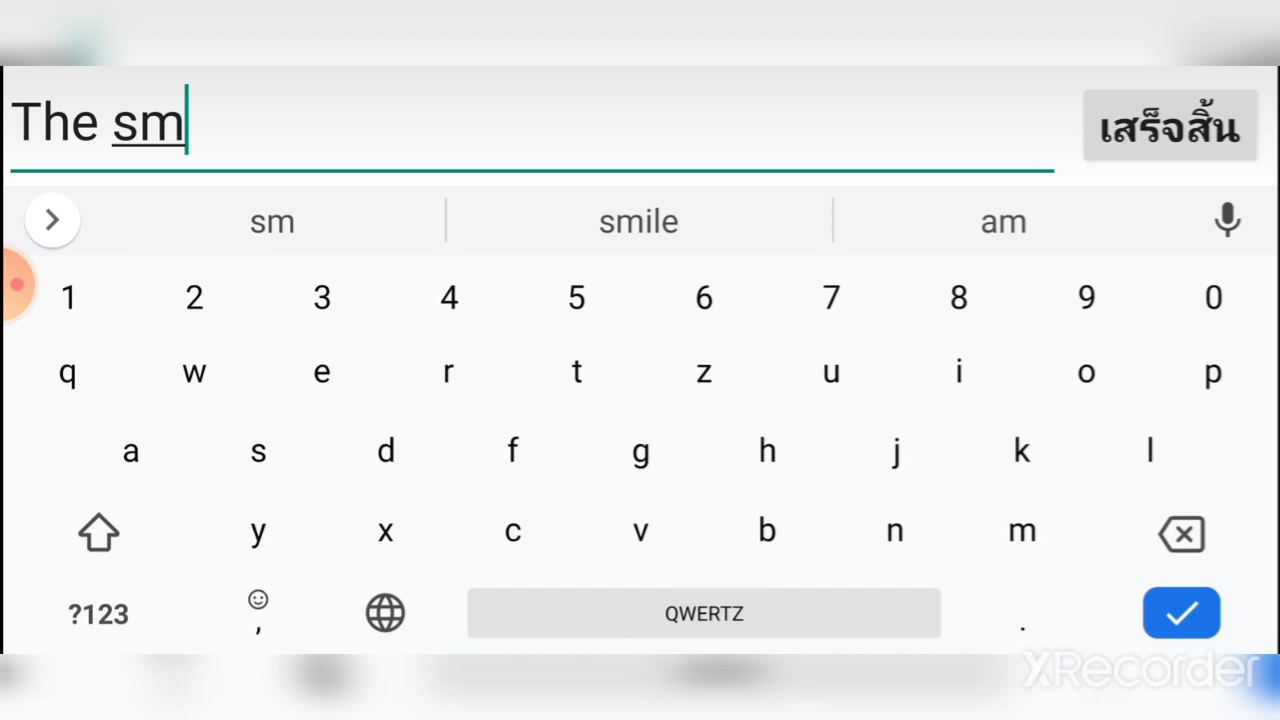 The sm
เสร็จสิ้น
sm smile am
1 2 3 4 5 6 7 8 9 0
q w e r t z u i o p
a s d f g h j k l
y x c v b n m
?123 , QWERTZ .
XRecorder